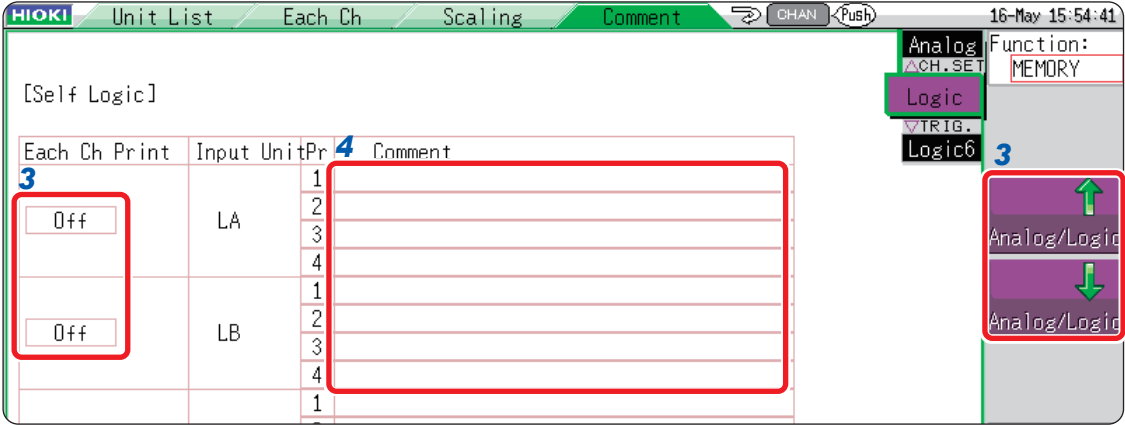 HIOKI Unit List Each Ch Scaling Comment CHAN Push 16-May 15:54:41
Analog Function:
△CH.SET MEMORY
[Self Logic] Logic
▽TRIG.
Logic6
Each Ch Print Input Unit Pr 4 Comment
3
3
1
Off LA 2
3
4
1
Off LB 2
3
4
1
Analog/Logic
Analog/Logic